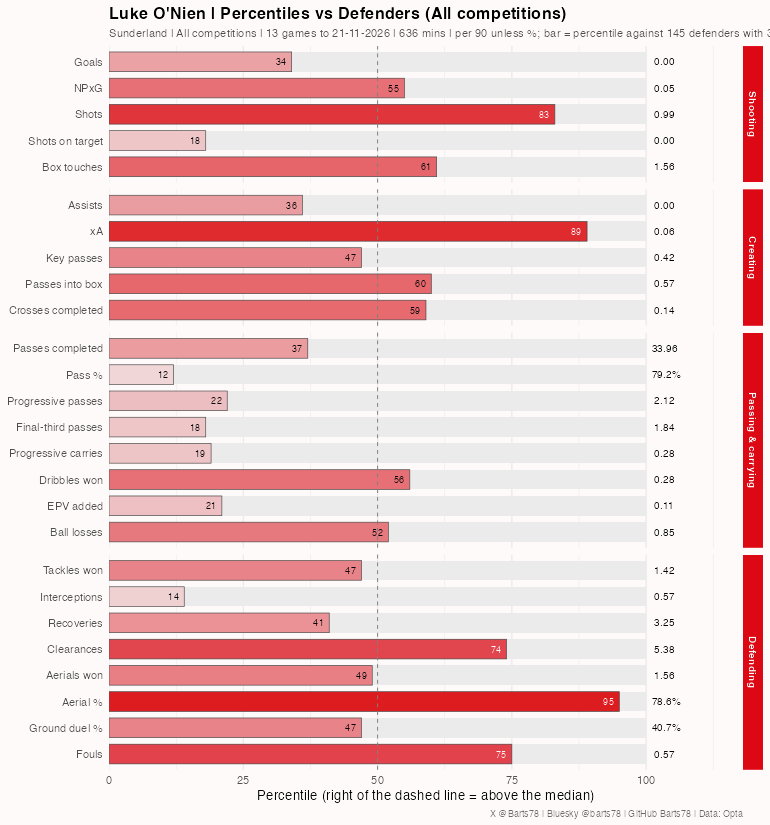 Luke O'Nien | Percentiles vs Defenders (All competitions)
Sunderland | All competitions | 13 games to 21-11-2026 | 636 mins | per 90 unless %; bar = percentile against 145 defenders with 3
Goals 34 0.00
NPxG 55 0.05
Shots 83 0.99
Shots on target 18 0.00
Box touches 61 1.56
Shooting
Assists 36 0.00
xA 89 0.06
Key passes 47 0.42
Passes into box 60 0.57
Crosses completed 59 0.14
Creating
Passes completed 37 33.96
Pass % 12 79.2%
Progressive passes 22 2.12
Final-third passes 18 1.84
Progressive carries 19 0.28
Dribbles won 56 0.28
EPV added 21 0.11
Ball losses 52 0.85
Passing & carrying
Tackles won 47 1.42
Interceptions 14 0.57
Recoveries 41 3.25
Clearances 74 5.38
Aerials won 49 1.56
Aerial % 95 78.6%
Ground duel % 47 40.7%
Fouls 75 0.57
Defending
0 25 50 75 100
Percentile (right of the dashed line = above the median)
X @Barts78 | Bluesky @barts78 | GitHub Barts78 | Data: Opta